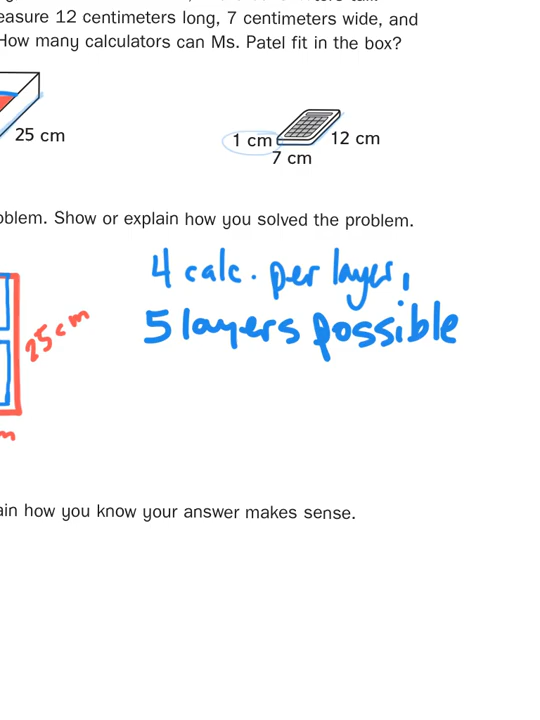 easure 12 centimeters long, 7 centimeters wide, and
How many calculators can Ms. Patel fit in the box?
25 cm
1 cm
12 cm
7 cm
oblem. Show or explain how you solved the problem.
4 calc. per layer,
5 layers possible
25cm
m
ain how you know your answer makes sense.